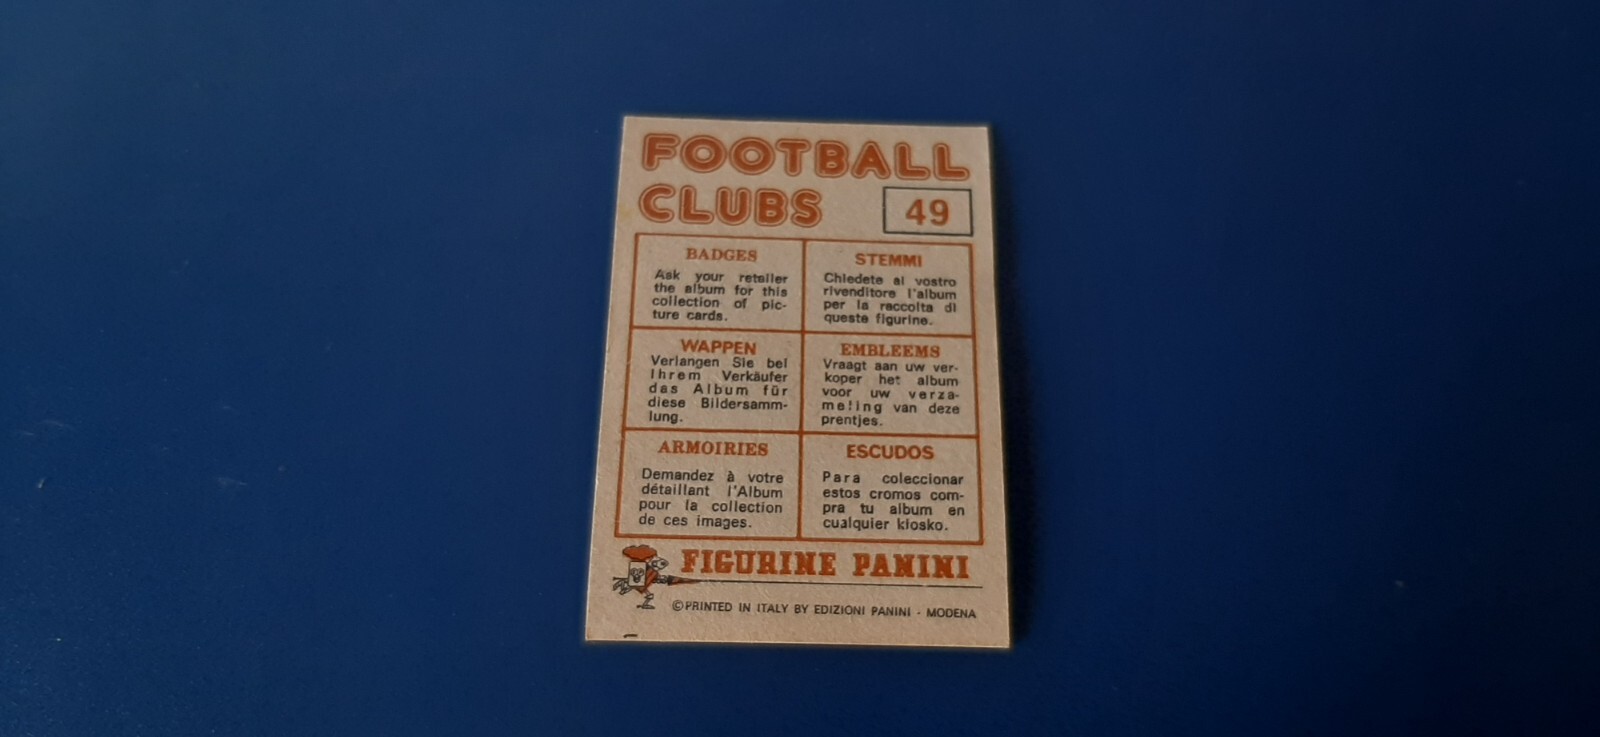 FOOTBALL
CLUBS
49
BADGES
Ask your retailer
the album for this
collection of pic-
ture cards.
STEMMI
Chiedete al vostro
rivenditore l'album
per la raccolta di
queste figurine.
WAPPEN
Verlangen Sie bei
Ihrem Verkäufer
das Album für
diese Bildersamm-
lung.
EMBLEEMS
Vraagt aan uw ver-
koper het album
voor uw verza-
meling van deze
prentjes.
ARMOIRIES
Demandez à votre
détaillant l'Album
pour la collection
de ces images.
ESCUDOS
Para coleccionar
estos cromos com-
pra tu album en
cualquier kiosko.
FIGURINE PANINI
©PRINTED IN ITALY BY EDIZIONI PANINI - MODENA